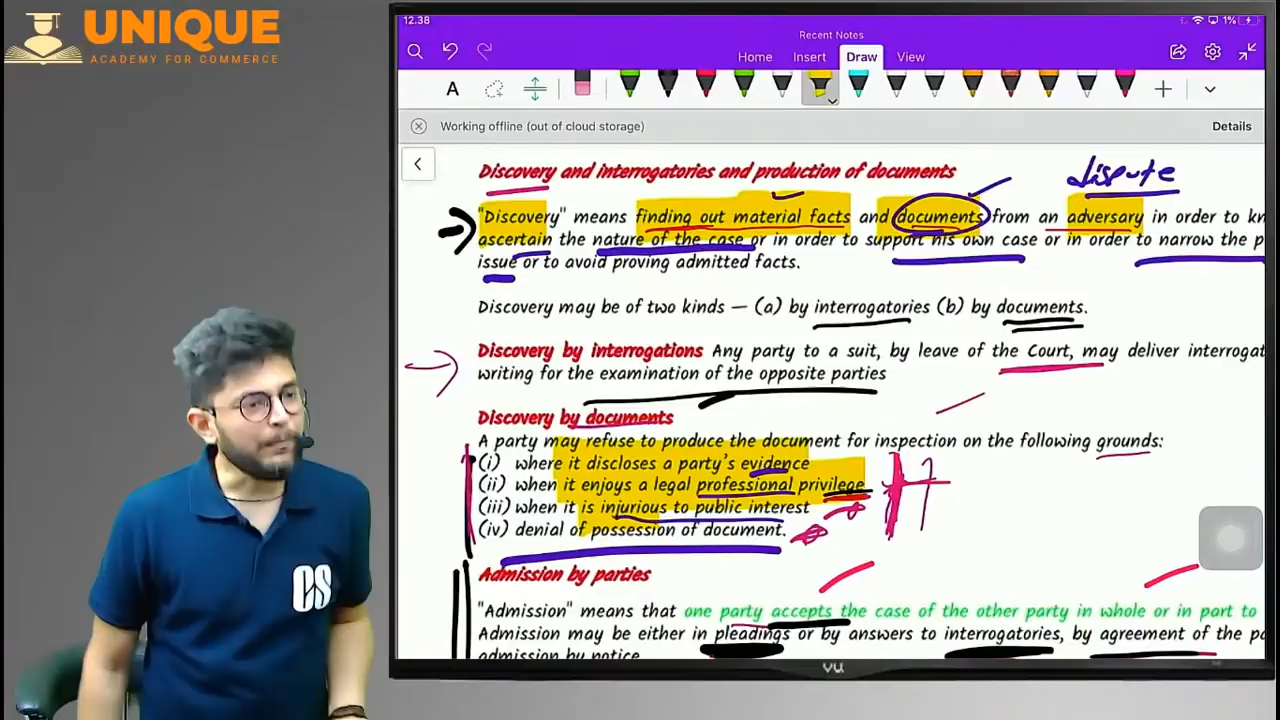 UNIQUE
ACADEMY FOR COMMERCE
12.38
1%
Recent Notes
Home Insert Draw View
A
Working offline (out of cloud storage)
Details
Discovery and interrogatories and production of documents
dispute
"Discovery" means finding out material facts and documents from an adversary in order to kn
ascertain the nature of the case or in order to support his own case or in order to narrow the p
issue or to avoid proving admitted facts.
Discovery may be of two kinds — (a) by interrogatories (b) by documents.
Discovery by interrogations Any party to a suit, by leave of the Court, may deliver interrogat
writing for the examination of the opposite parties
Discovery by documents
A party may refuse to produce the document for inspection on the following grounds:
(i) where it discloses a party's evidence
(ii) when it enjoys a legal professional privilege
(iii) when it is injurious to public interest
(iv) denial of possession of document.
Admission by parties
"Admission" means that one party accepts the case of the other party in whole or in part to
Admission may be either in pleadings or by answers to interrogatories, by agreement of the pa
admission by notice
VU
CS